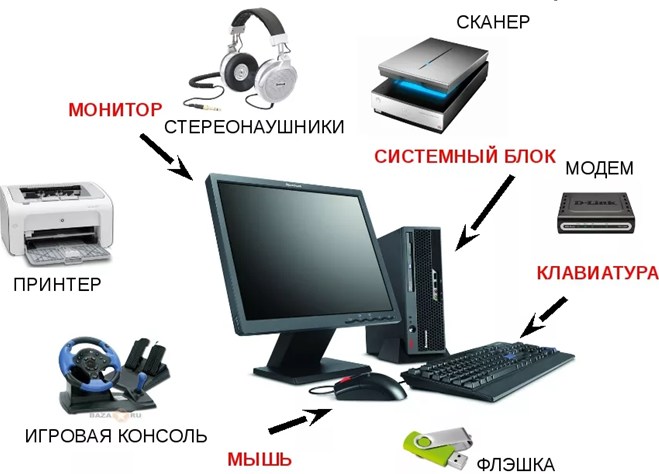 СКАНЕР
МОНИТОР
СТЕРЕОНАУШНИКИ
СИСТЕМНЫЙ БЛОК
МОДЕМ
D-Link
КЛАВИАТУРА
ПРИНТЕР
ИГРОВАЯ КОНСОЛЬ
МЫШЬ
ФЛЭШКА